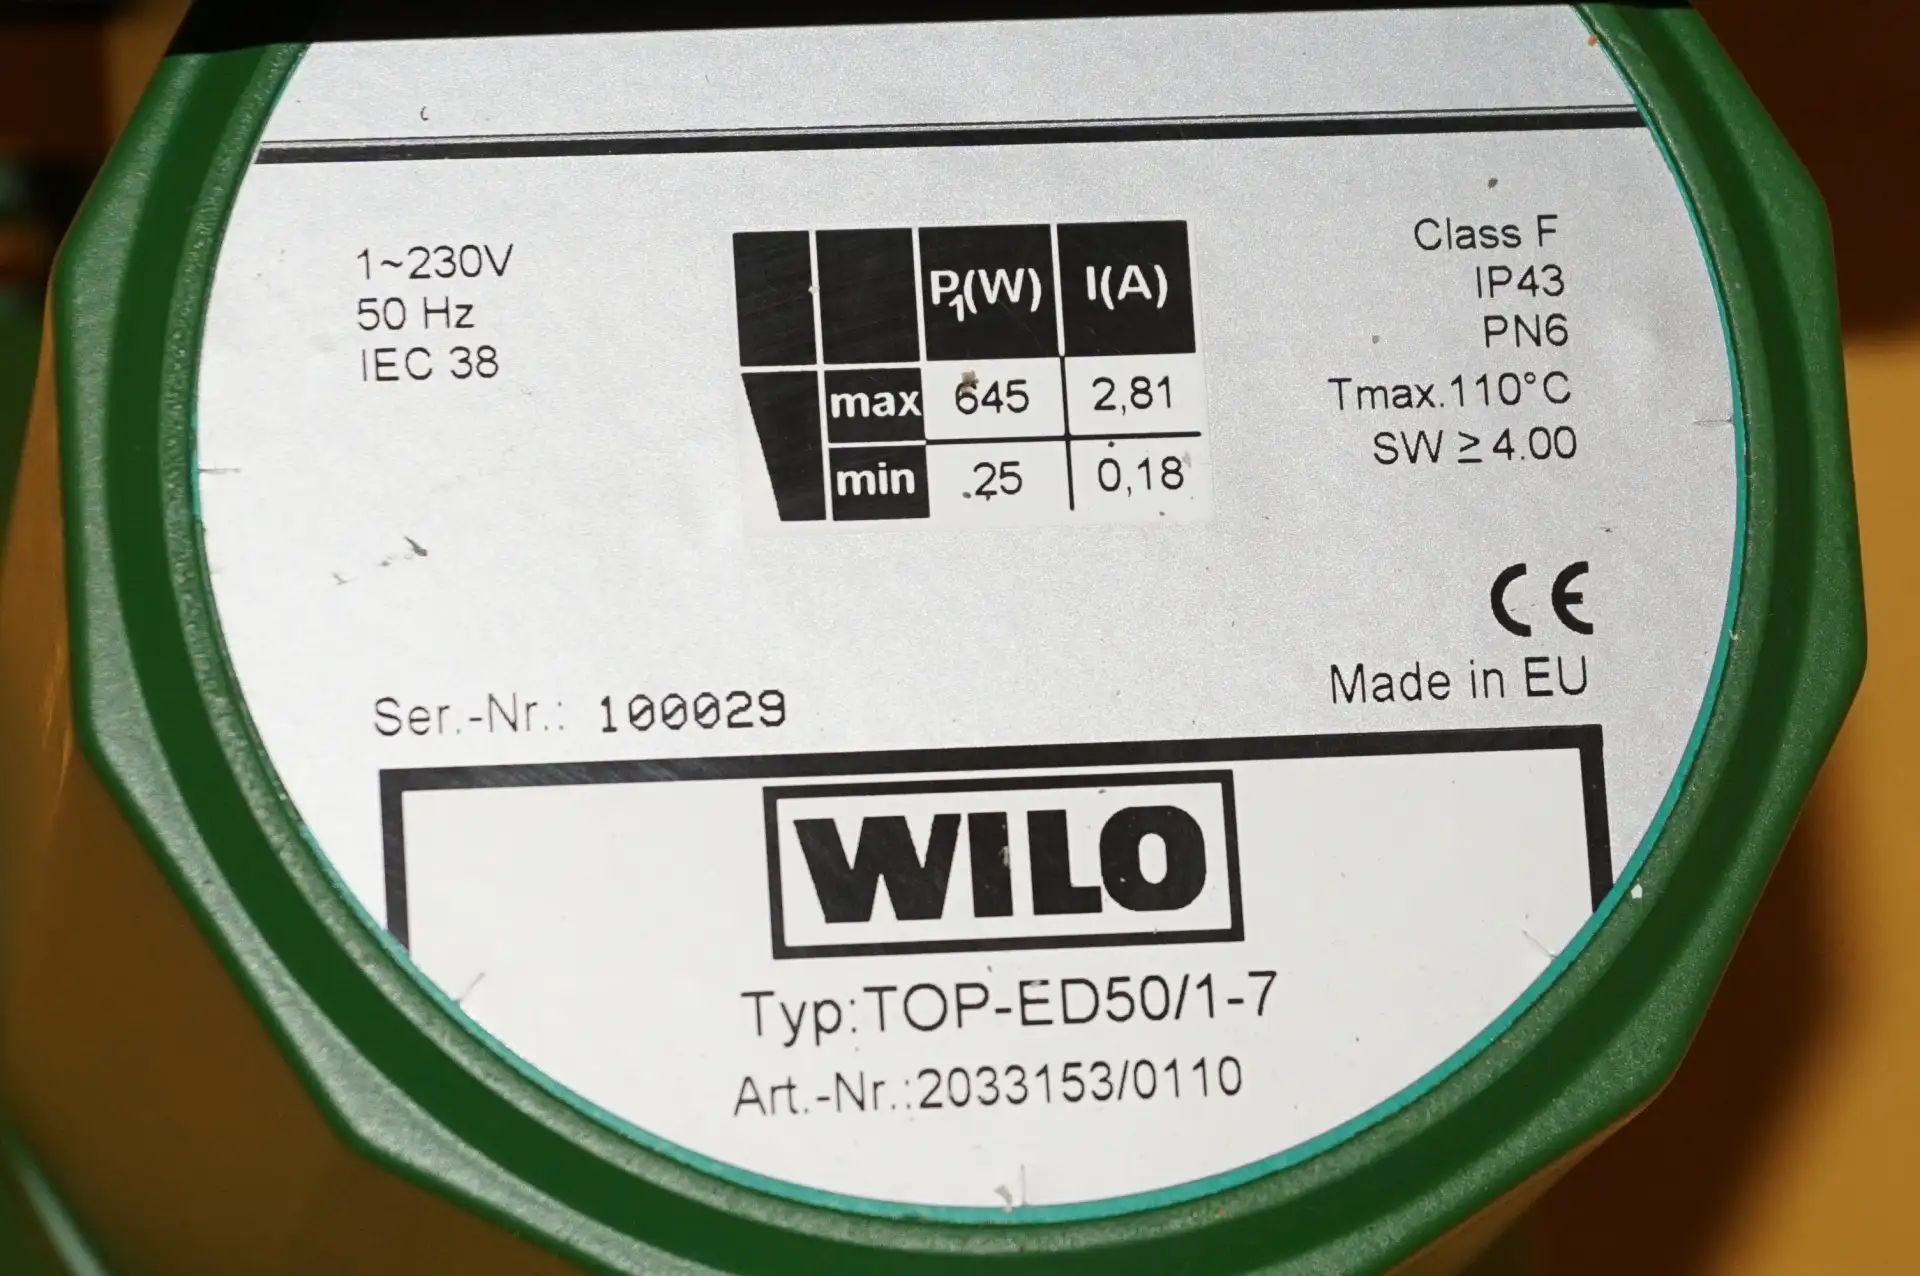 1~230V
50 Hz
IEC 38
P1(W) I(A)
max 645 2,81
min 25 0,18
Class F
IP43
PN6
Tmax.110°C
SW ≥ 4.00
CE
Made in EU
Ser.-Nr.: 100029
WILO
Typ:TOP-ED50/1-7
Art.-Nr.:2033153/0110